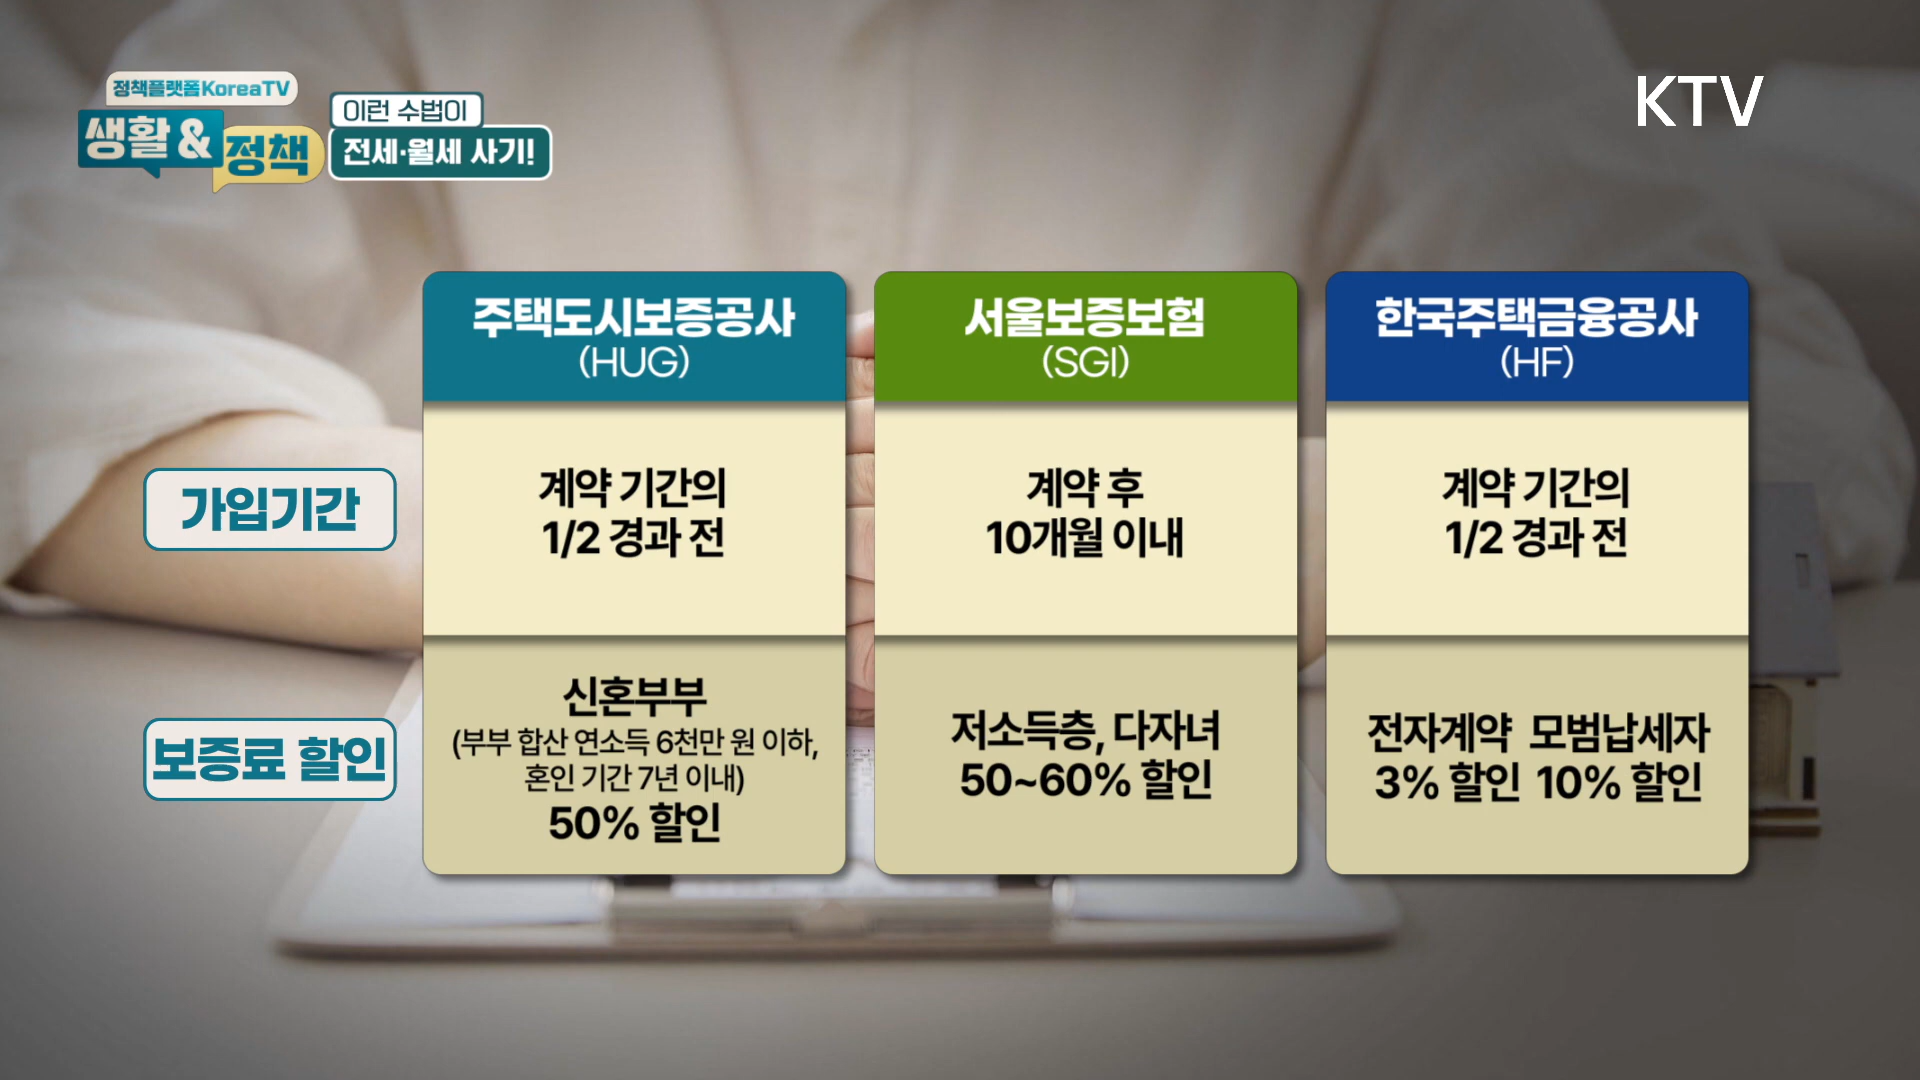 정책플랫폼KoreaTV
생활 & 정책
이런 수법이
전세·월세 사기!
KTV
주택도시보증공사
(HUG)
서울보증보험
(SGI)
한국주택금융공사
(HF)
가입기간
계약 기간의
1/2 경과 전
계약 후
10개월 이내
계약 기간의
1/2 경과 전
보증료 할인
신혼부부
(부부 합산 연소득 6천만 원 이하,
혼인 기간 7년 이내)
50% 할인
저소득층, 다자녀
50~60% 할인
전자계약 모범납세자
3% 할인 10% 할인